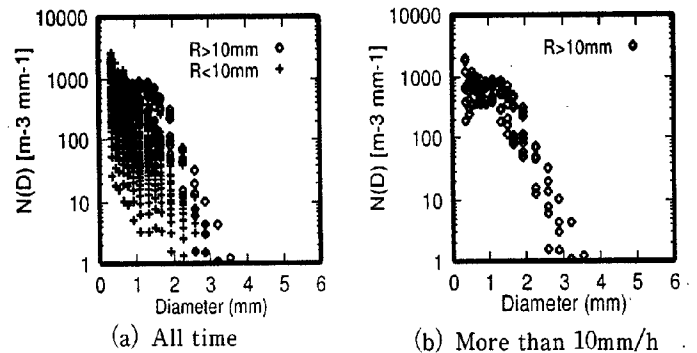 10000
1000
100
10
1
N(D) [m-3 mm-1]
R>10mm
R<10mm
0 1 2 3 4 5 6
Diameter (mm)
(a) All time
10000
1000
100
10
1
N(D) [m-3 mm-1]
R>10mm
0 1 2 3 4 5 6
Diameter (mm)
(b) More than 10mm/h